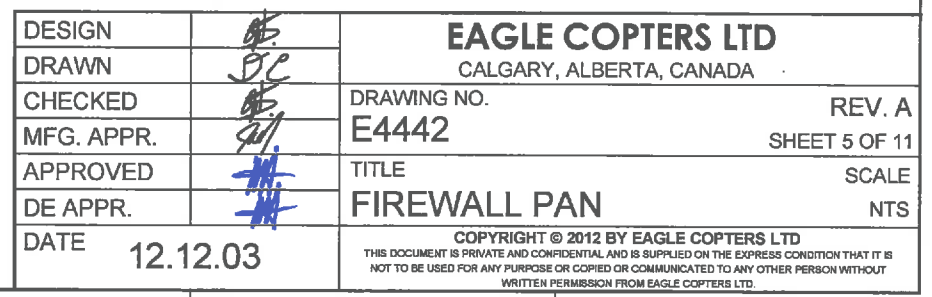 DESIGN
DRAWN DC
CHECKED
MFG. APPR.
APPROVED
DE APPR.
DATE 12.12.03
EAGLE COPTERS LTD
CALGARY, ALBERTA, CANADA
DRAWING NO. REV. A
E4442 SHEET 5 OF 11
TITLE SCALE
FIREWALL PAN NTS
COPYRIGHT © 2012 BY EAGLE COPTERS LTD
THIS DOCUMENT IS PRIVATE AND CONFIDENTIAL AND IS SUPPLIED ON THE EXPRESS CONDITION THAT IT IS
NOT TO BE USED FOR ANY PURPOSE OR COPIED OR COMMUNICATED TO ANY OTHER PERSON WITHOUT
WRITTEN PERMISSION FROM EAGLE COPTERS LTD.